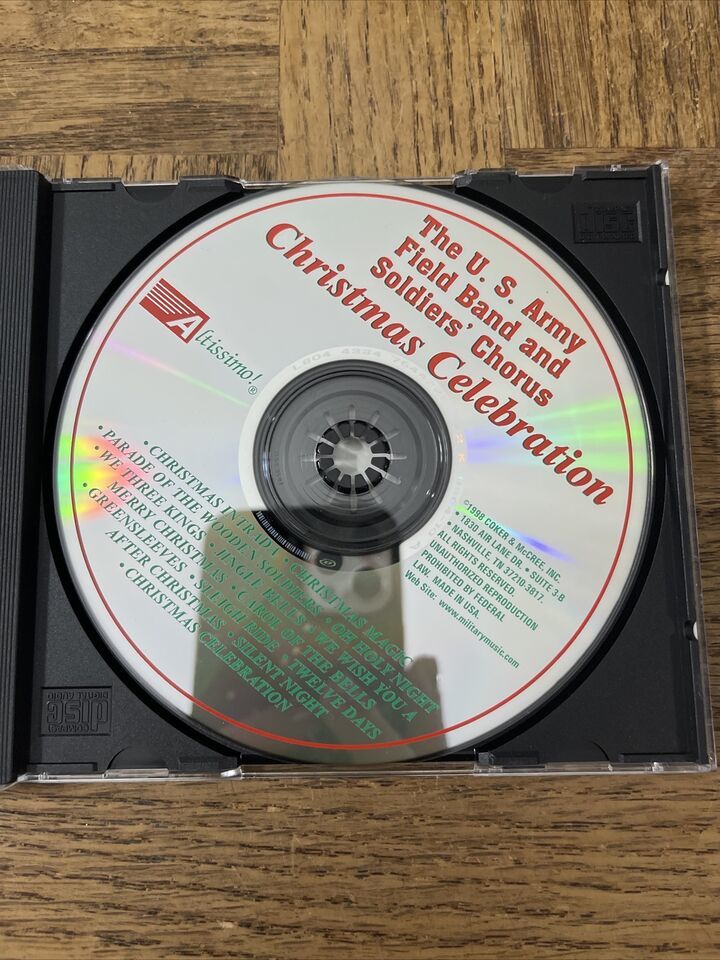 The U. S. Army
Field Band and
Soldiers' Chorus
Christmas Celebration
Altissimo!®
• CHRISTMAS INTRADA • CHRISTMAS MAGIC
• PARADE OF THE WOODEN SOLDIERS • OH HOLY NIGHT
• WE THREE KINGS • JINGLE BELLS • WE WISH YOU A
MERRY CHRISTMAS • CAROL OF THE BELLS
• GREENSLEEVES • SLEIGH RIDE • TWELVE DAYS
AFTER CHRISTMAS • SILENT NIGHT
• CHRISTMAS CELEBRATION
©1998 COKER & McCREE, INC.
• 1830 AIR LANE DR. • SUITE 3-B
• NASHVILLE, TN 37210-3917.
ALL RIGHTS RESERVED.
UNAUTHORIZED REPRODUCTION
PROHIBITED BY FEDERAL
LAW. MADE IN USA.
Web Site: www.militarymusic.com
L804 4334
COMPACT
disc
DIGITAL AUDIO